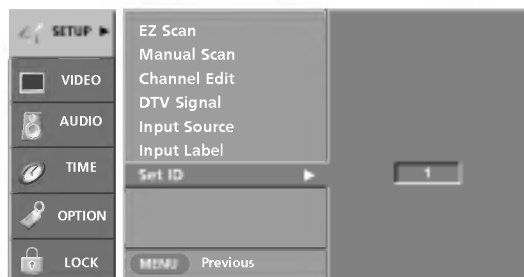 SETUP ▶
VIDEO
AUDIO
TIME
OPTION
LOCK
EZ Scan
Manual Scan
Channel Edit
DTV Signal
Input Source
Input Label
Set ID ▶
1
MENU Previous